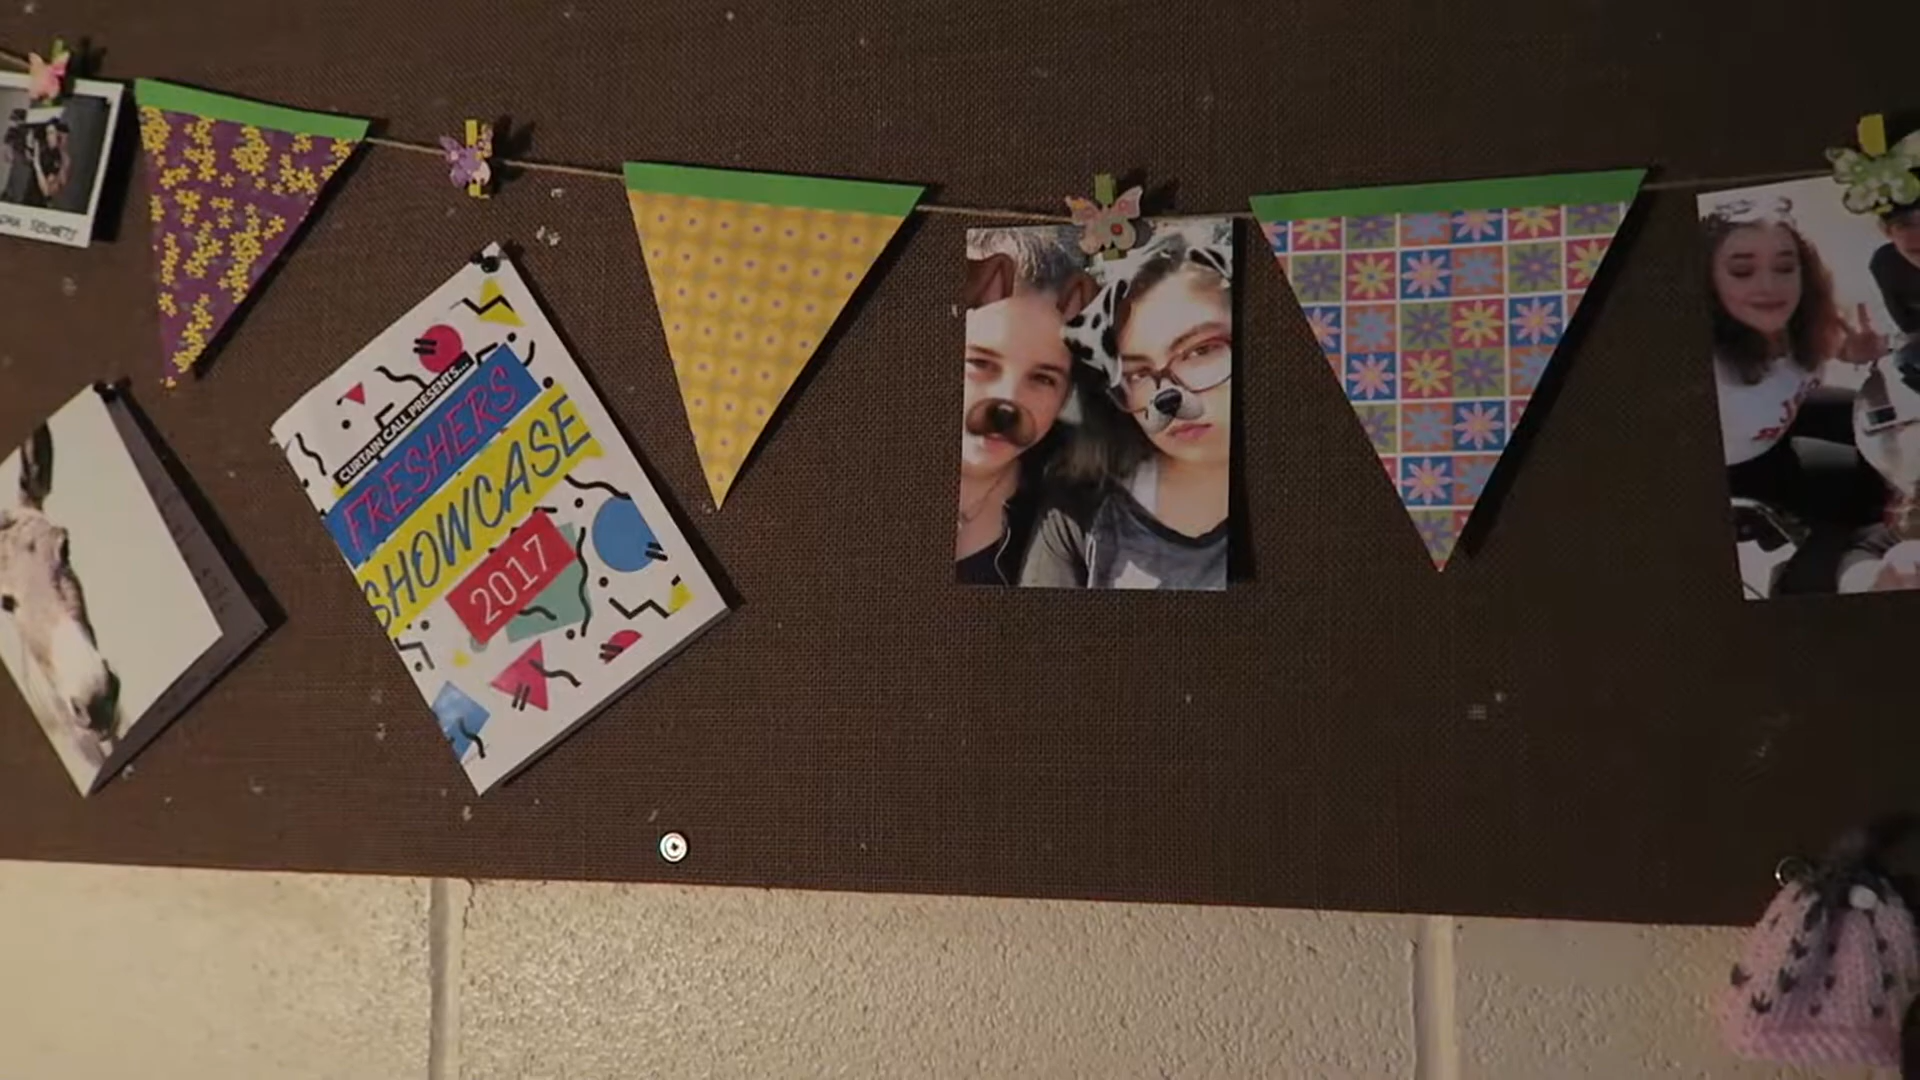 CURTAIN CALL PRESENTS...
FRESHERS
SHOWCASE
2017